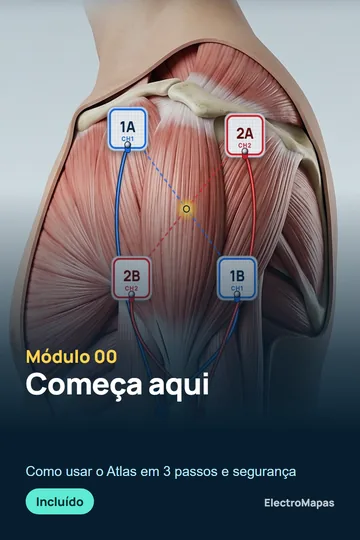 1A
CH1
2A
CH2
2B
CH2
1B
CH1
Módulo 00
Começa aqui
Como usar o Atlas em 3 passos e segurança
Incluído
ElectroMapas